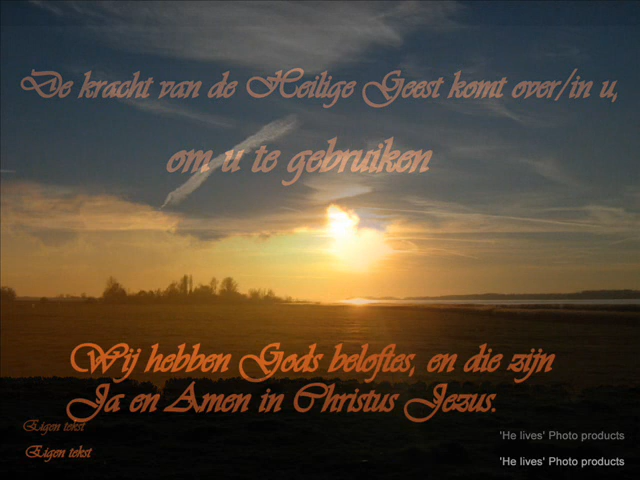 De kracht van de Heilige Geest komt over/in u,
om u te gebruiken
Wij hebben Gods beloftes, en die zijn
Ja en Amen in Christus Jezus.
Eigen tekst
Eigen tekst
'He lives' Photo products
'He lives' Photo products